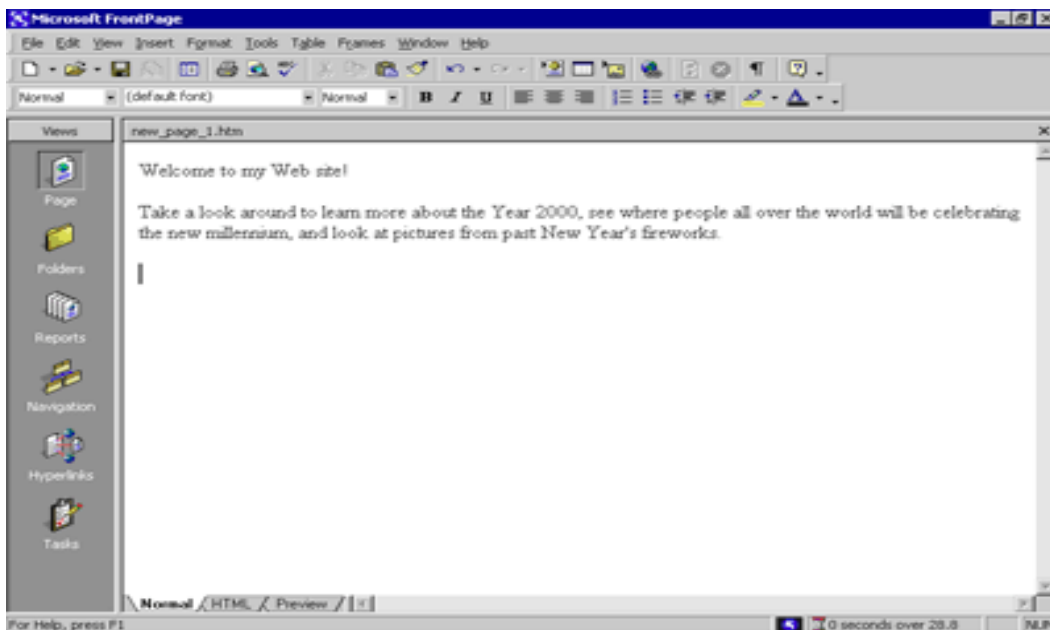 Microsoft FrontPage
File Edit View Insert Format Tools Table Frames Window Help
Normal (default font) Normal B I U A
Views new_page_1.htm
Welcome to my Web site!
Page
Take a look around to learn more about the Year 2000, see where people all over the world will be celebrating
the new millennium, and look at pictures from past New Year's fireworks.
Folders
Reports
Navigation
Hyperlinks
Tasks
Normal HTML Preview
For Help, press F1 0 seconds over 28.8 NUM